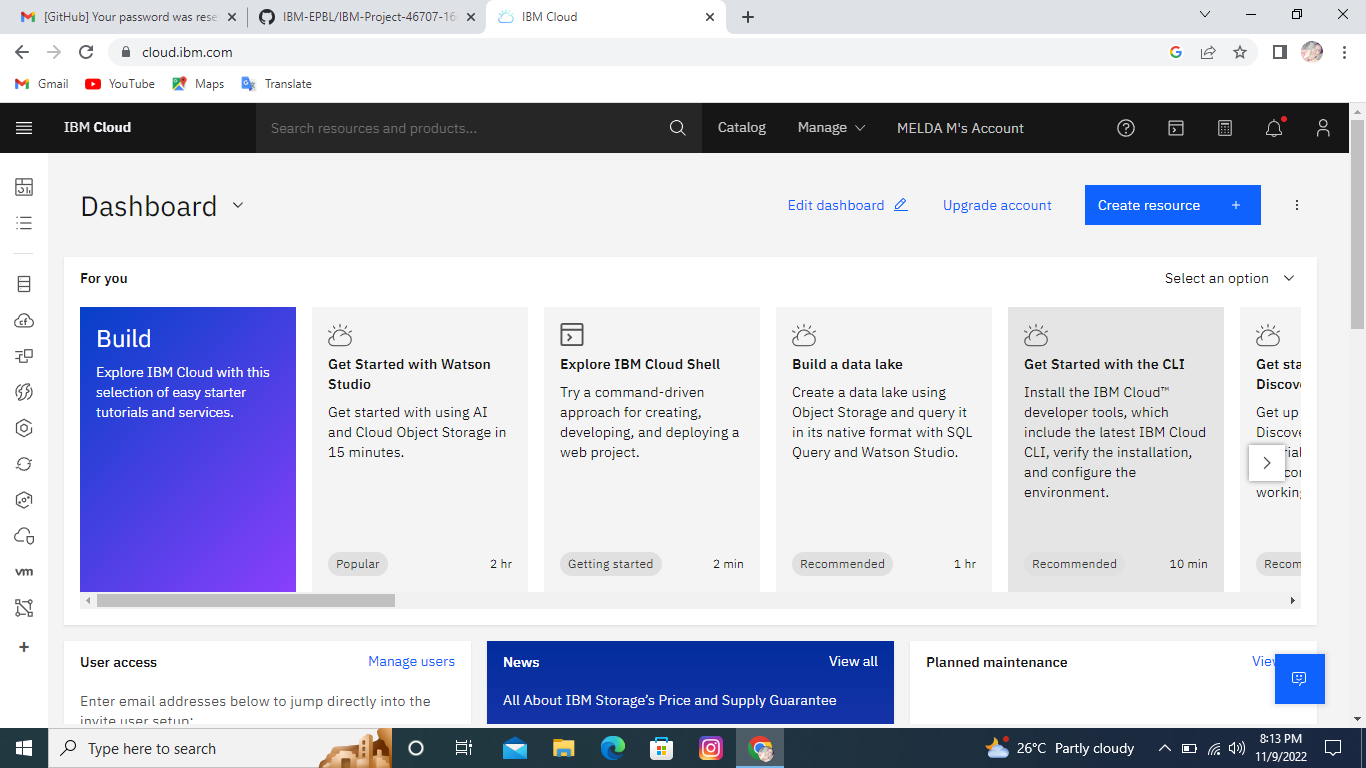 [GitHub] Your password was rese
IBM-EPBL/IBM-Project-46707-16
IBM Cloud
cloud.ibm.com
Gmail
YouTube
Maps
Translate
IBM Cloud
Search resources and products...
Catalog
Manage
MELDA M's Account
Dashboard
Edit dashboard
Upgrade account
Create resource +
For you
Select an option
Build
Explore IBM Cloud with this
selection of easy starter
tutorials and services.
Get Started with Watson
Studio
Get started with using AI
and Cloud Object Storage in
15 minutes.
Popular
2 hr
Explore IBM Cloud Shell
Try a command-driven
approach for creating,
developing, and deploying a
web project.
Getting started
2 min
Build a data lake
Create a data lake using
Object Storage and query it
in its native format with SQL
Query and Watson Studio.
Recommended
1 hr
Get Started with the CLI
Install the IBM Cloud™
developer tools, which
include the latest IBM Cloud
CLI, verify the installation,
and configure the
environment.
Recommended
10 min
Get sta
Discove
Get up
Discove
rial
con
working
Recom
cf
vm
User access
Manage users
Enter email addresses below to jump directly into the
invite user setup:
News
View all
All About IBM Storage's Price and Supply Guarantee
Planned maintenance
View
Type here to search
26°C Partly cloudy
8:13 PM
11/9/2022